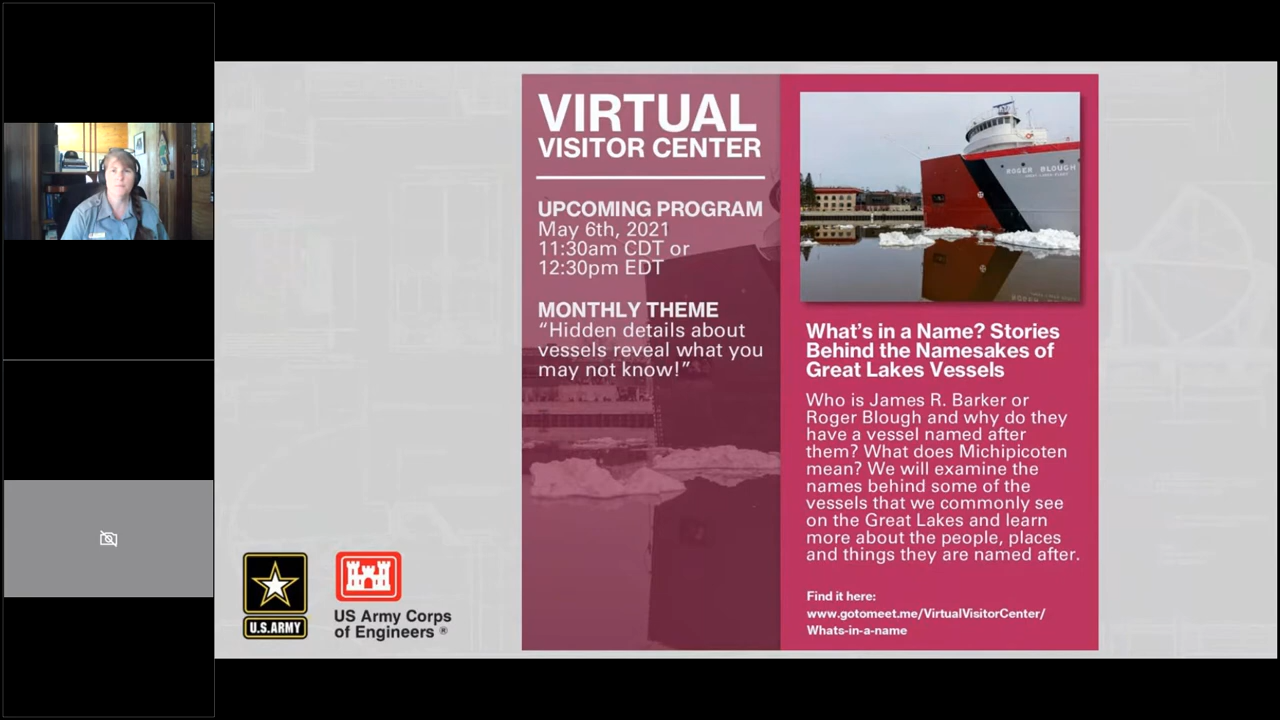 VIRTUAL
VISITOR CENTER
UPCOMING PROGRAM
May 6th, 2021
11:30am CDT or
12:30pm EDT
MONTHLY THEME
“Hidden details about
vessels reveal what you
may not know!”
ROGER BLOUGH
What’s in a Name? Stories
Behind the Namesakes of
Great Lakes Vessels
Who is James R. Barker or
Roger Blough and why do they
have a vessel named after
them? What does Michipicoten
mean? We will examine the
names behind some of the
vessels that we commonly see
on the Great Lakes and learn
more about the people, places
and things they are named after.
Find it here:
www.gotomeet.me/VirtualVisitorCenter/
Whats-in-a-name
U.S.ARMY
US Army Corps
of Engineers ®